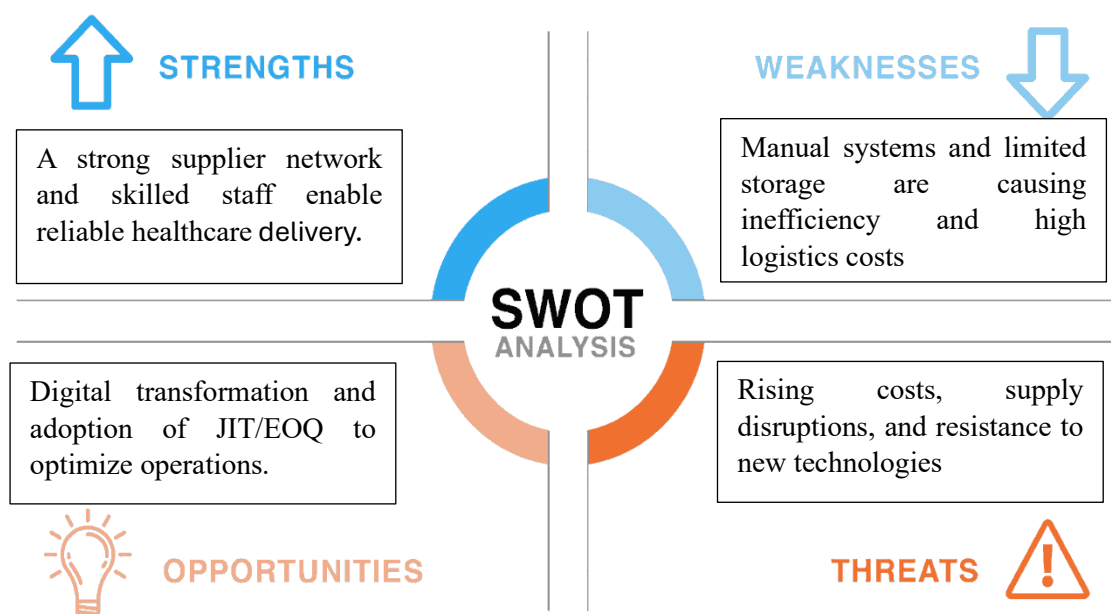 STRENGTHS
A strong supplier network
and skilled staff enable
reliable healthcare delivery.
WEAKNESSES
Manual systems and limited
storage are causing
inefficiency and high
logistics costs
SWOT
ANALYSIS
Digital transformation and
adoption of JIT/EOQ to
optimize operations.
OPPORTUNITIES
Rising costs, supply
disruptions, and resistance to
new technologies
THREATS